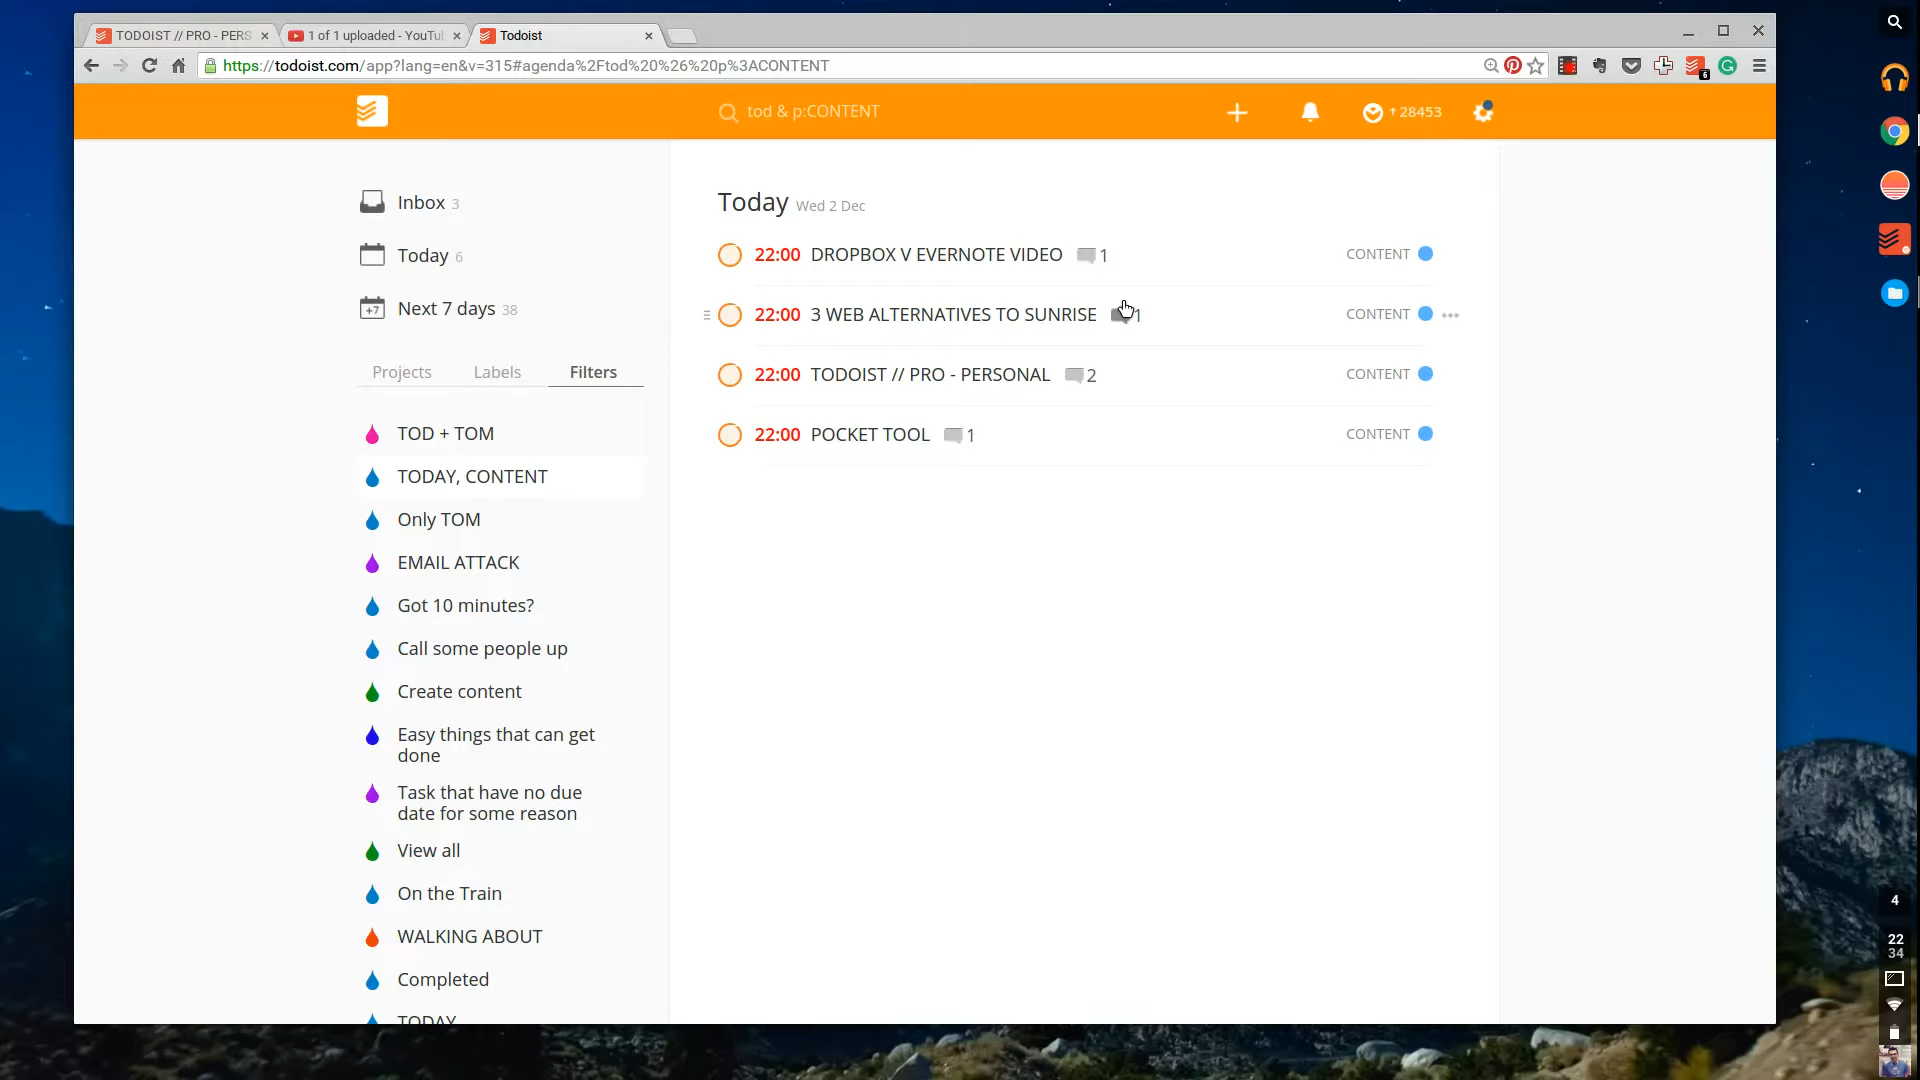 TODOIST // PRO - PERS
1 of 1 uploaded - YouTu
Todoist
https://todoist.com/app?lang=en&v=315#agenda%2Ftod%20%26%20p%3ACONTENT
6
tod & p:CONTENT
28453
Inbox 3
Today 6
+7 Next 7 days 38
Projects Labels Filters
TOD + TOM
TODAY, CONTENT
Only TOM
EMAIL ATTACK
Got 10 minutes?
Call some people up
Create content
Easy things that can get
done
Task that have no due
date for some reason
View all
On the Train
WALKING ABOUT
Completed
TODAY
Today Wed 2 Dec
22:00 DROPBOX V EVERNOTE VIDEO 1 CONTENT
22:00 3 WEB ALTERNATIVES TO SUNRISE 1 CONTENT
22:00 TODOIST // PRO - PERSONAL 2 CONTENT
22:00 POCKET TOOL 1 CONTENT
4
22
34